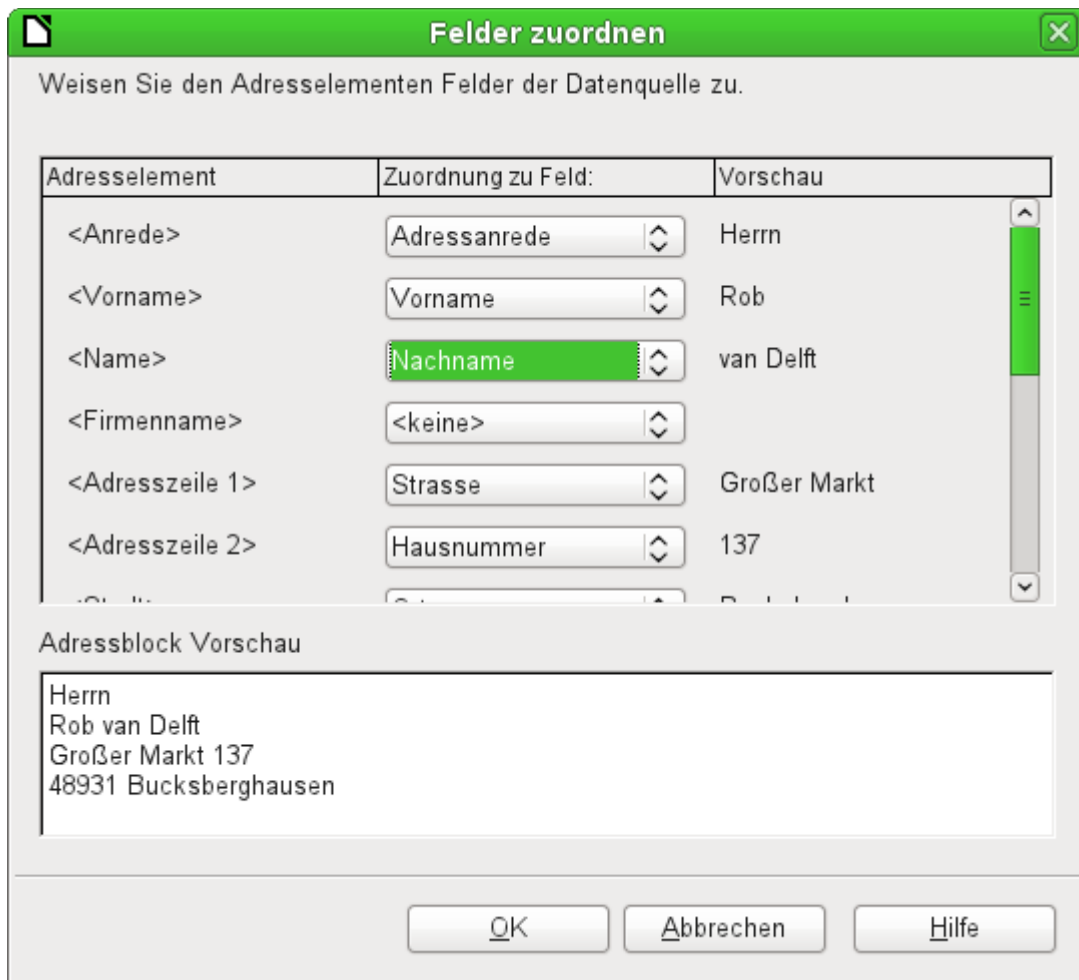 Felder zuordnen
Weisen Sie den Adresselementen Felder der Datenquelle zu.
Adresselement Zuordnung zu Feld: Vorschau
<Anrede> Adressanrede Herrn
<Vorname> Vorname Rob
<Name> Nachname van Delft
<Firmenname> <keine>
<Adresszeile 1> Strasse Großer Markt
<Adresszeile 2> Hausnummer 137
Adressblock Vorschau
Herrn
Rob van Delft
Großer Markt 137
48931 Bucksberghausen
OK Abbrechen Hilfe